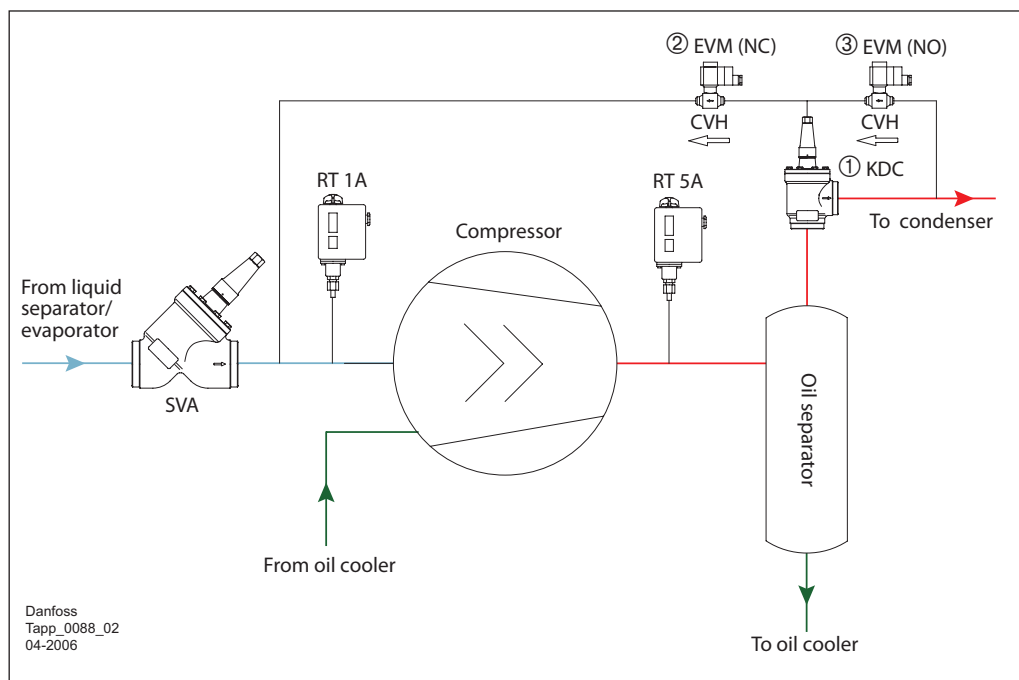 ② EVM (NC)
③ EVM (NO)
CVH
CVH
① KDC
To condenser
RT 1A
RT 5A
Compressor
From liquid
separator/
evaporator
SVA
Oil separator
From oil cooler
To oil cooler
Danfoss
Tapp_0088_02
04-2006